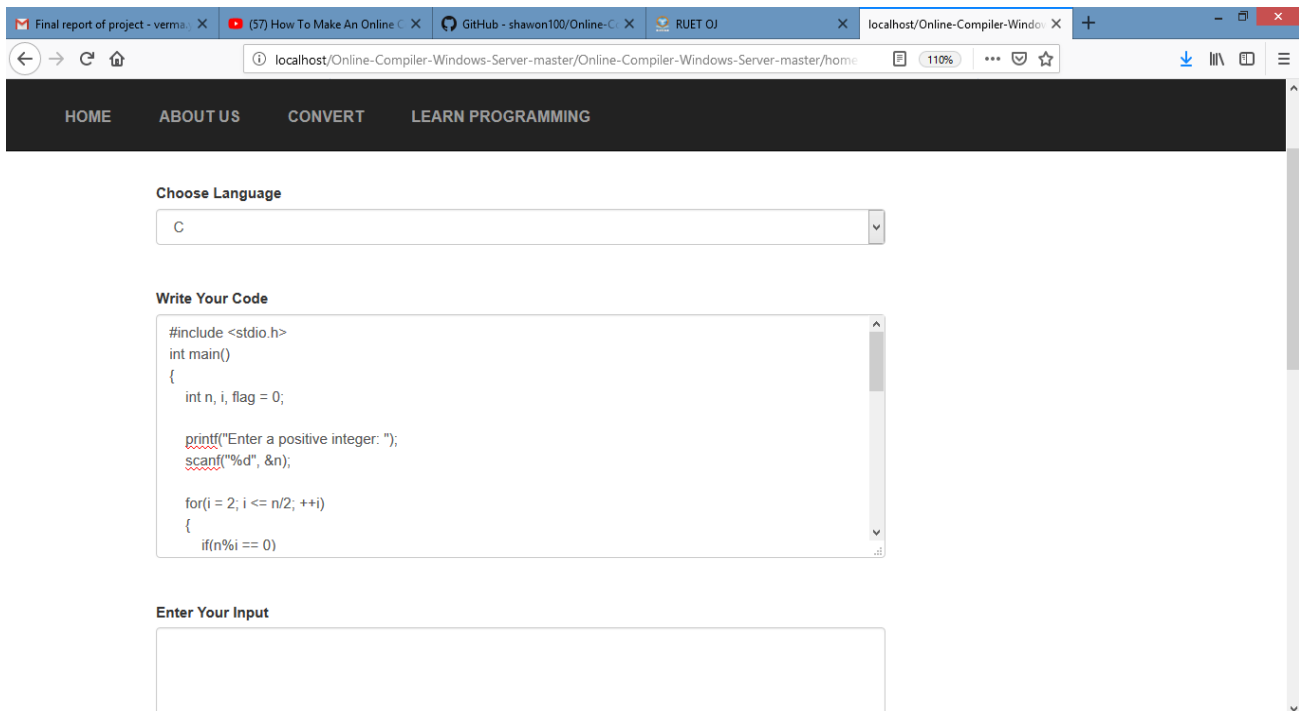 Final report of project - verma.
(57) How To Make An Online C
GitHub - shawon100/Online-C
RUET OJ
localhost/Online-Compiler-Window
localhost/Online-Compiler-Windows-Server-master/Online-Compiler-Windows-Server-master/home
110%
HOME ABOUT US CONVERT LEARN PROGRAMMING
Choose Language
C
Write Your Code
#include <stdio.h>
int main()
{
int n, i, flag = 0;
printf("Enter a positive integer: ");
scanf("%d", &n);
for(i = 2; i <= n/2; ++i)
{
if(n%i == 0)
Enter Your Input